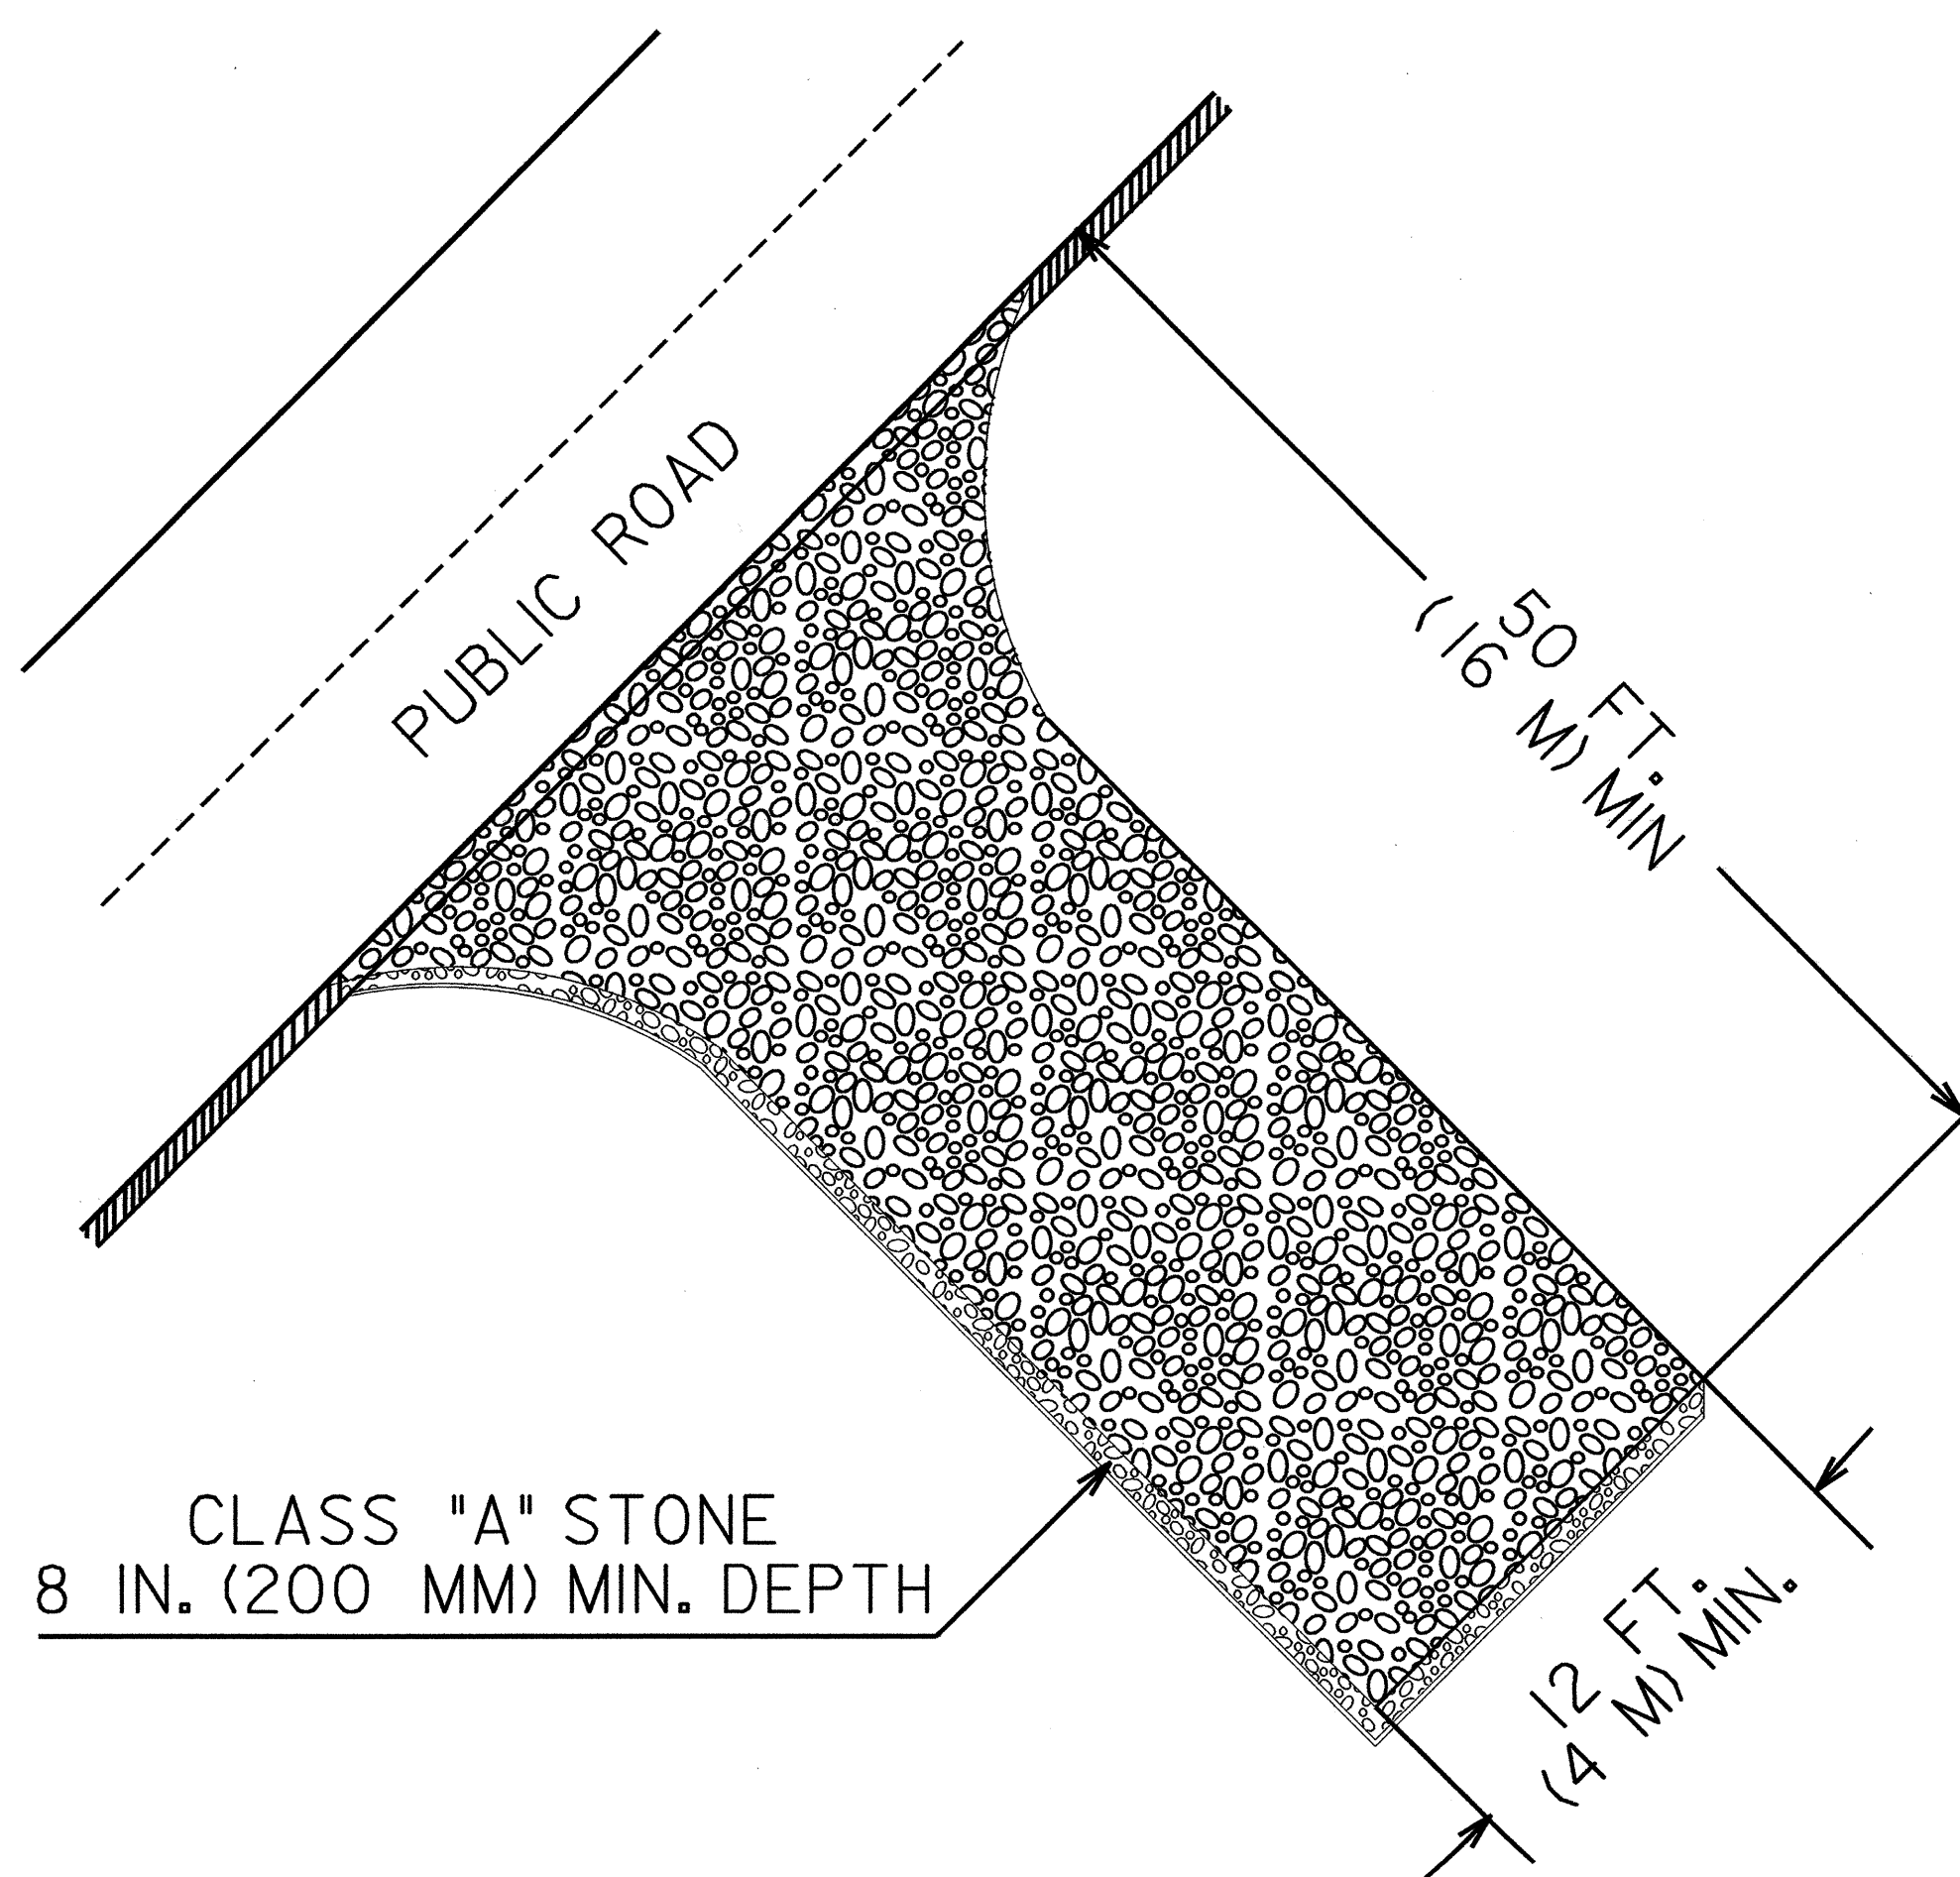 PUBLIC ROAD
50 FT.
(16 M) MIN
CLASS "A" STONE
8 IN. (200 MM) MIN. DEPTH
12 FT.
(4 M) MIN.